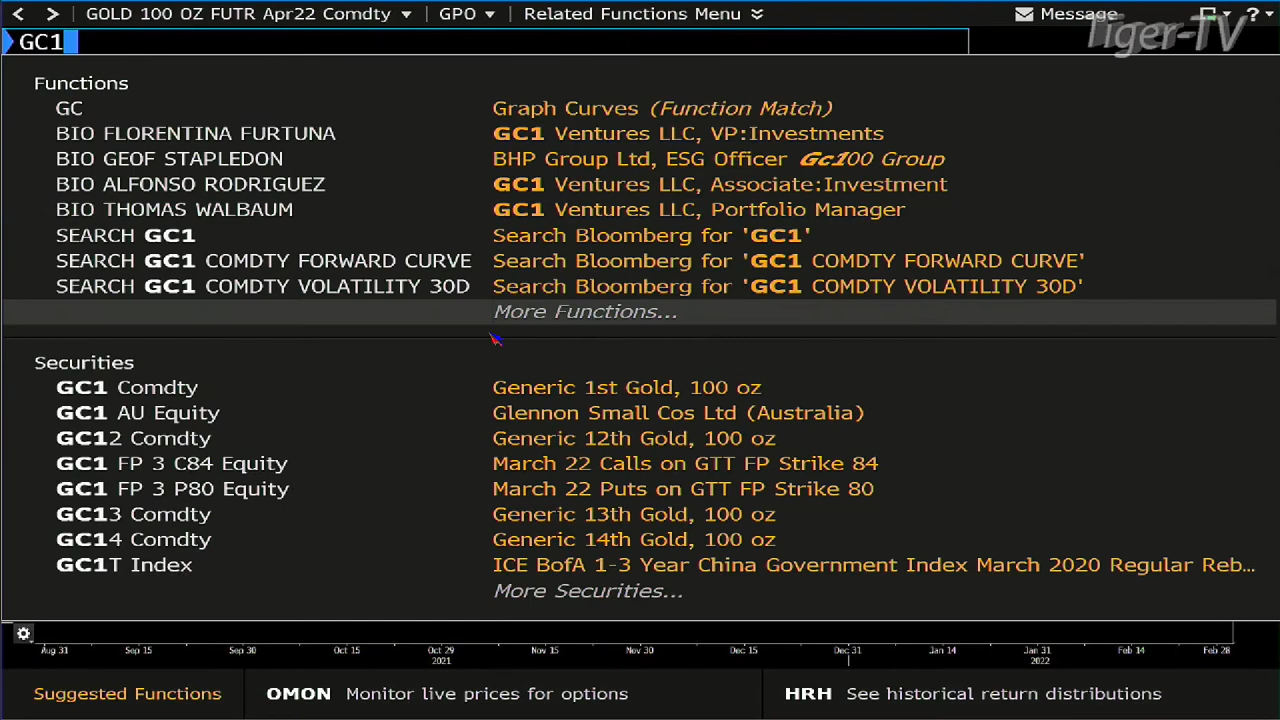 GOLD 100 OZ FUTR Apr22 Comdty GPO Related Functions Menu Message ?
Tiger-TV
GC1
Functions
GC Graph Curves (Function Match)
BIO FLORENTINA FURTUNA GC1 Ventures LLC, VP:Investments
BIO GEOF STAPLEDON BHP Group Ltd, ESG Officer Gc100 Group
BIO ALFONSO RODRIGUEZ GC1 Ventures LLC, Associate:Investment
BIO THOMAS WALBAUM GC1 Ventures LLC, Portfolio Manager
SEARCH GC1 Search Bloomberg for 'GC1'
SEARCH GC1 COMDTY FORWARD CURVE Search Bloomberg for 'GC1 COMDTY FORWARD CURVE'
SEARCH GC1 COMDTY VOLATILITY 30D Search Bloomberg for 'GC1 COMDTY VOLATILITY 30D'
More Functions...
Securities
GC1 Comdty Generic 1st Gold, 100 oz
GC1 AU Equity Glennon Small Cos Ltd (Australia)
GC12 Comdty Generic 12th Gold, 100 oz
GC1 FP 3 C84 Equity March 22 Calls on GTT FP Strike 84
GC1 FP 3 P80 Equity March 22 Puts on GTT FP Strike 80
GC13 Comdty Generic 13th Gold, 100 oz
GC14 Comdty Generic 14th Gold, 100 oz
GC1T Index ICE BofA 1-3 Year China Government Index March 2020 Regular Reb...
More Securities...
Aug 31 Sep 15 Sep 30 Oct 15 Oct 29 Nov 15 Nov 30 Dec 15 Dec 31 Jan 14 Jan 31 Feb 14 Feb 28
2021 2022
Suggested Functions OMON Monitor live prices for options HRH See historical return distributions